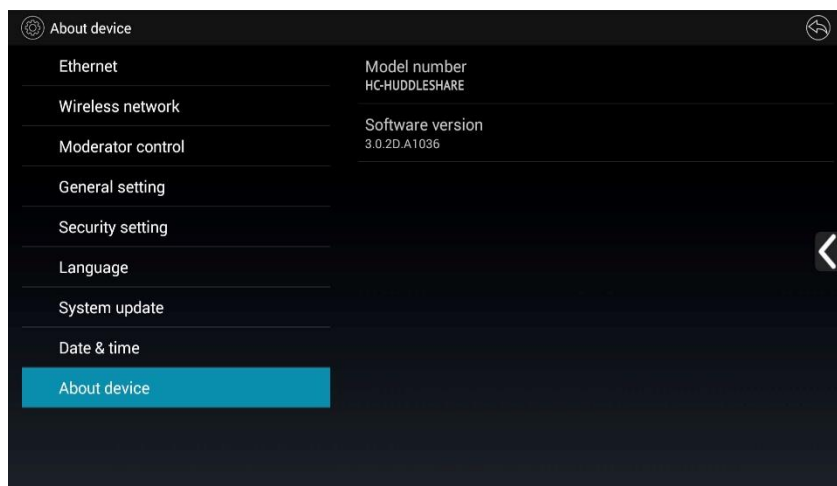 About device
Ethernet
Wireless network
Moderator control
General setting
Security setting
Language
System update
Date & time
About device
Model number
HC-HUDDLESHARE
Software version
3.0.2D.A1036